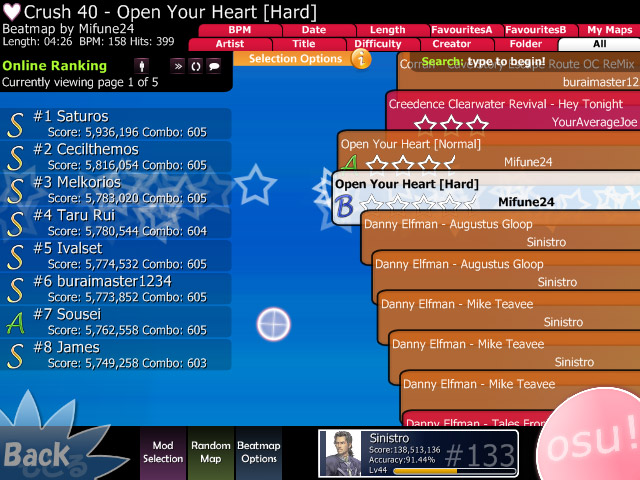 Crush 40 - Open Your Heart [Hard]
Beatmap by Mifune24
Length: 04:26 BPM: 158 Hits: 399
BPM Date Length FavouritesA FavouritesB My Maps
Artist Title Difficulty Creator Folder All
Online Ranking
Currently viewing page 1 of 5
Selection Options i
Search: type to begin!
Route OC ReMix
buraimaster12
Creedence Clearwater Revival - Hey Tonight
YourAverageJoe
Open Your Heart [Normal]
A Mifune24
Open Your Heart [Hard]
B Mifune24
Danny Elfman - Augustus Gloop
Sinistro
Danny Elfman - Augustus Gloop
Sinistro
Danny Elfman - Mike Teavee
Sinistro
Danny Elfman - Mike Teavee
Sinistro
Danny Elfman - Mike Teavee
Danny Elfman - Tales From
S #1 Saturos
Score: 5,936,196 Combo: 605
S #2 Cecilthemos
Score: 5,816,054 Combo: 605
S #3 Melkorios
Score: 5,783,020 Combo: 605
S #4 Taru Rui
Score: 5,780,544 Combo: 604
S #5 Ivalset
Score: 5,774,532 Combo: 605
S #6 buraimaster1234
Score: 5,773,852 Combo: 605
A #7 Sousei
Score: 5,762,558 Combo: 605
S #8 James
Score: 5,749,258 Combo: 603
Back
Mod Selection
Random Map
Beatmap Options
Sinistro
Score:138,513,136
Accuracy:91.44%
Lv44
#133
osu!